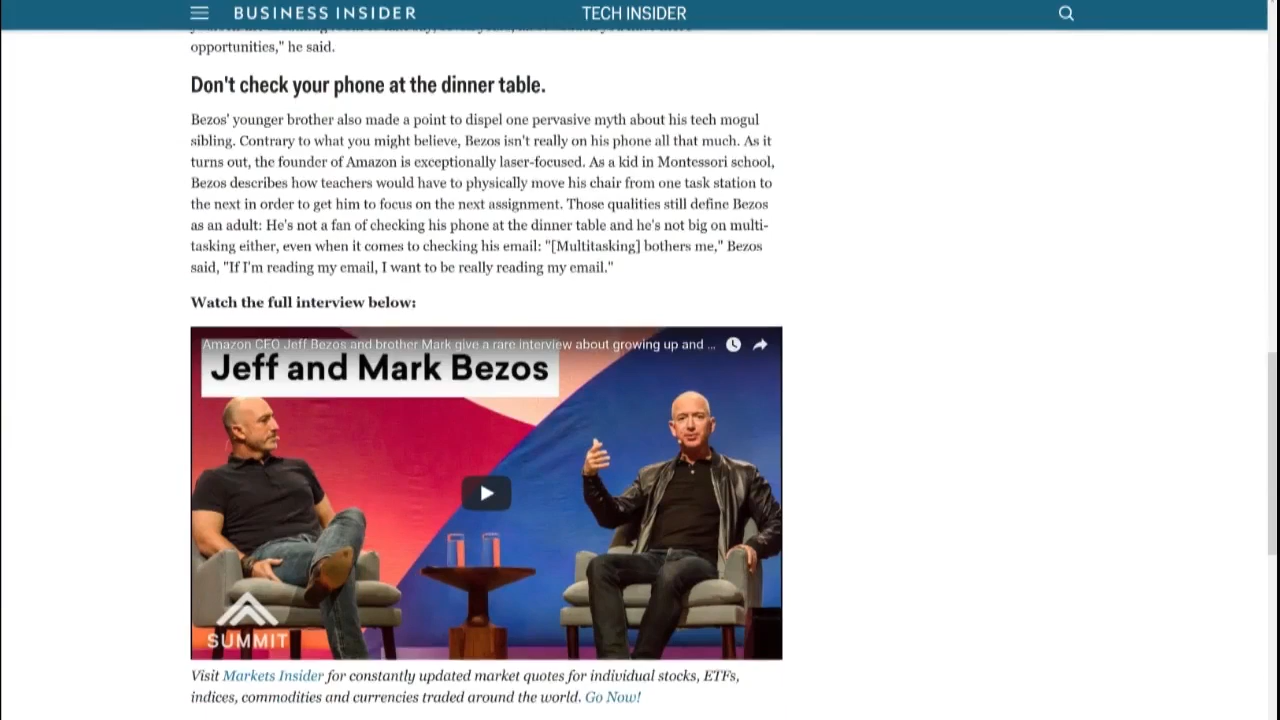 BUSINESS INSIDER
TECH INSIDER
opportunities," he said.
Don't check your phone at the dinner table.
Bezos' younger brother also made a point to dispel one pervasive myth about his tech mogul
sibling. Contrary to what you might believe, Bezos isn't really on his phone all that much. As it
turns out, the founder of Amazon is exceptionally laser-focused. As a kid in Montessori school,
Bezos describes how teachers would have to physically move his chair from one task station to
the next in order to get him to focus on the next assignment. Those qualities still define Bezos
as an adult: He's not a fan of checking his phone at the dinner table and he's not big on multi-
tasking either, even when it comes to checking his email: "[Multitasking] bothers me," Bezos
said, "If I'm reading my email, I want to be really reading my email."
Watch the full interview below:
Amazon CEO Jeff Bezos and brother Mark give a rare interview about growing up and ...
Jeff and Mark Bezos
SUMMIT
Visit Markets Insider for constantly updated market quotes for individual stocks, ETFs,
indices, commodities and currencies traded around the world. Go Now!